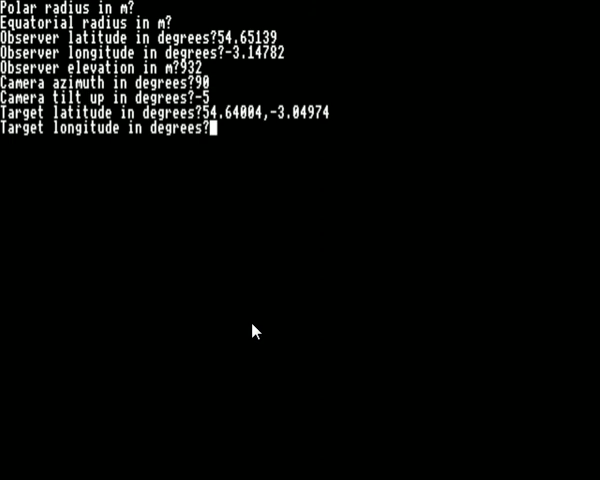 Polar radius in m?
Equatorial radius in m?
Observer latitude in degrees?54.65139
Observer longitude in degrees?-3.14782
Observer elevation in m?932
Camera azimuth in degrees?90
Camera tilt up in degrees?-5
Target latitude in degrees?54.64004,-3.04974
Target longitude in degrees?